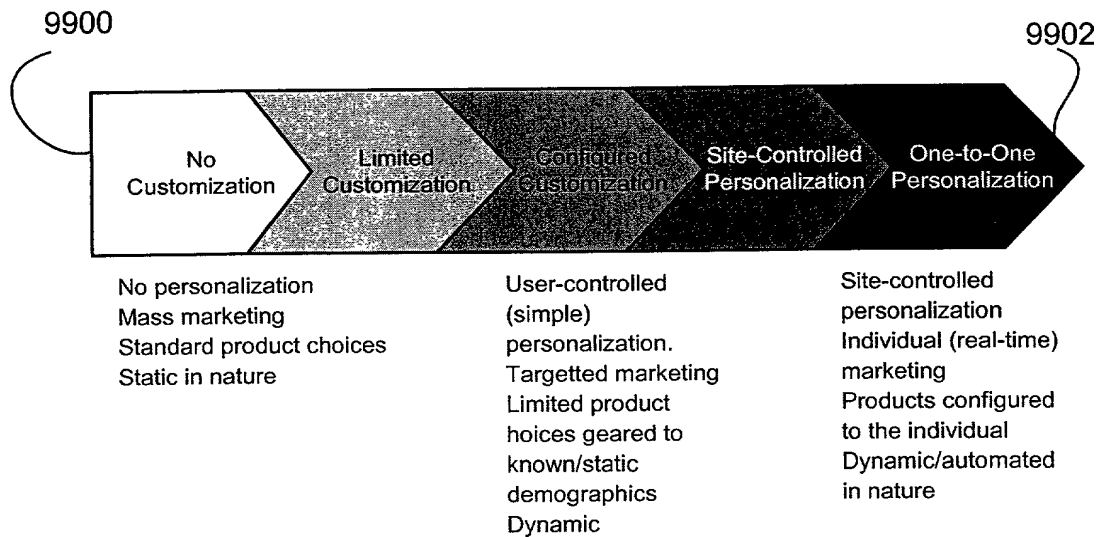 9900
9902
No
Customization
Limited
Customization
Configured
Customization
Site-Controlled
Personalization
One-to-One
Personalization
No personalization
Mass marketing
Standard product choices
Static in nature
User-controlled
(simple)
personalization.
Targetted marketing
Limited product
hoices geared to
known/static
demographics
Dynamic
Site-controlled
personalization
Individual (real-time)
marketing
Products configured
to the individual
Dynamic/automated
in nature